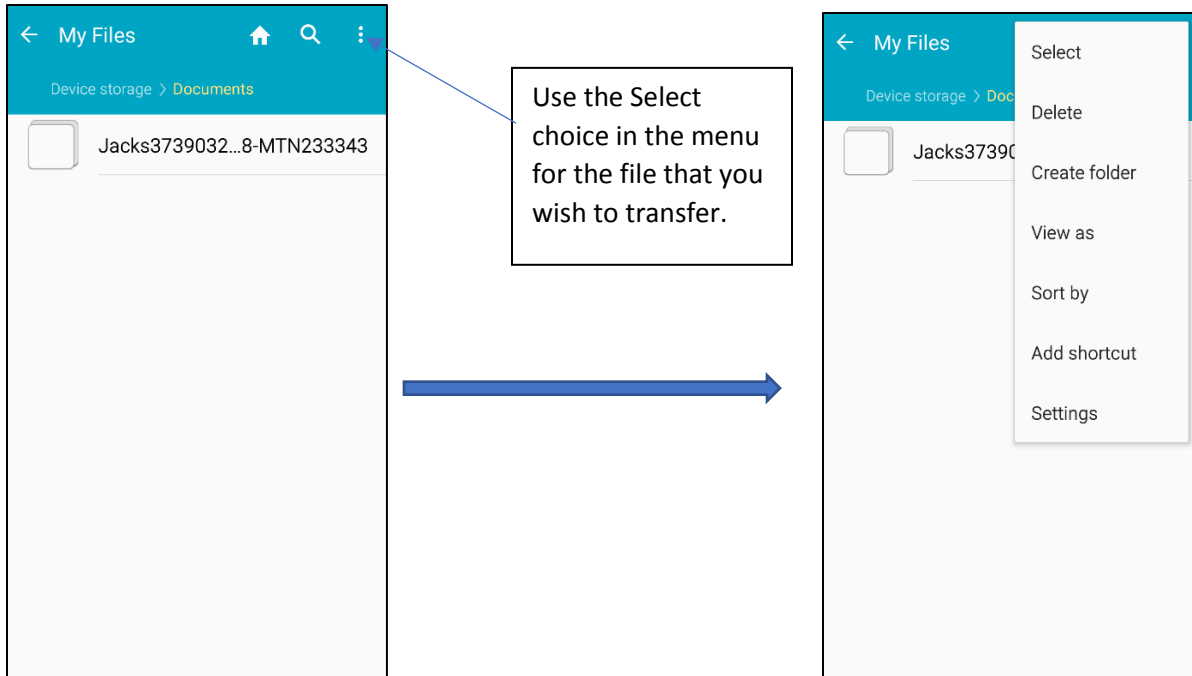 My Files
Device storage > Documents
Jacks3739032...8-MTN233343
Use the Select
choice in the menu
for the file that you
wish to transfer.
My Files
Device storage > Doc
Jacks37390
Select
Delete
Create folder
View as
Sort by
Add shortcut
Settings